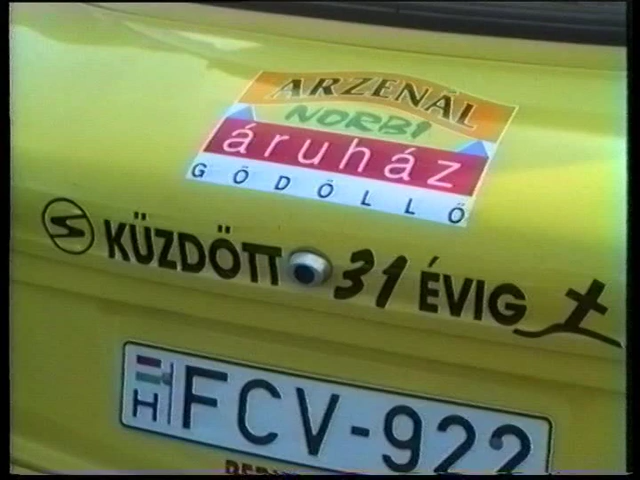 ARZENÁL
NORBI
áruház
GÖDÖLLŐ
KÜZDÖTT 31 ÉVIG
H FCV-922